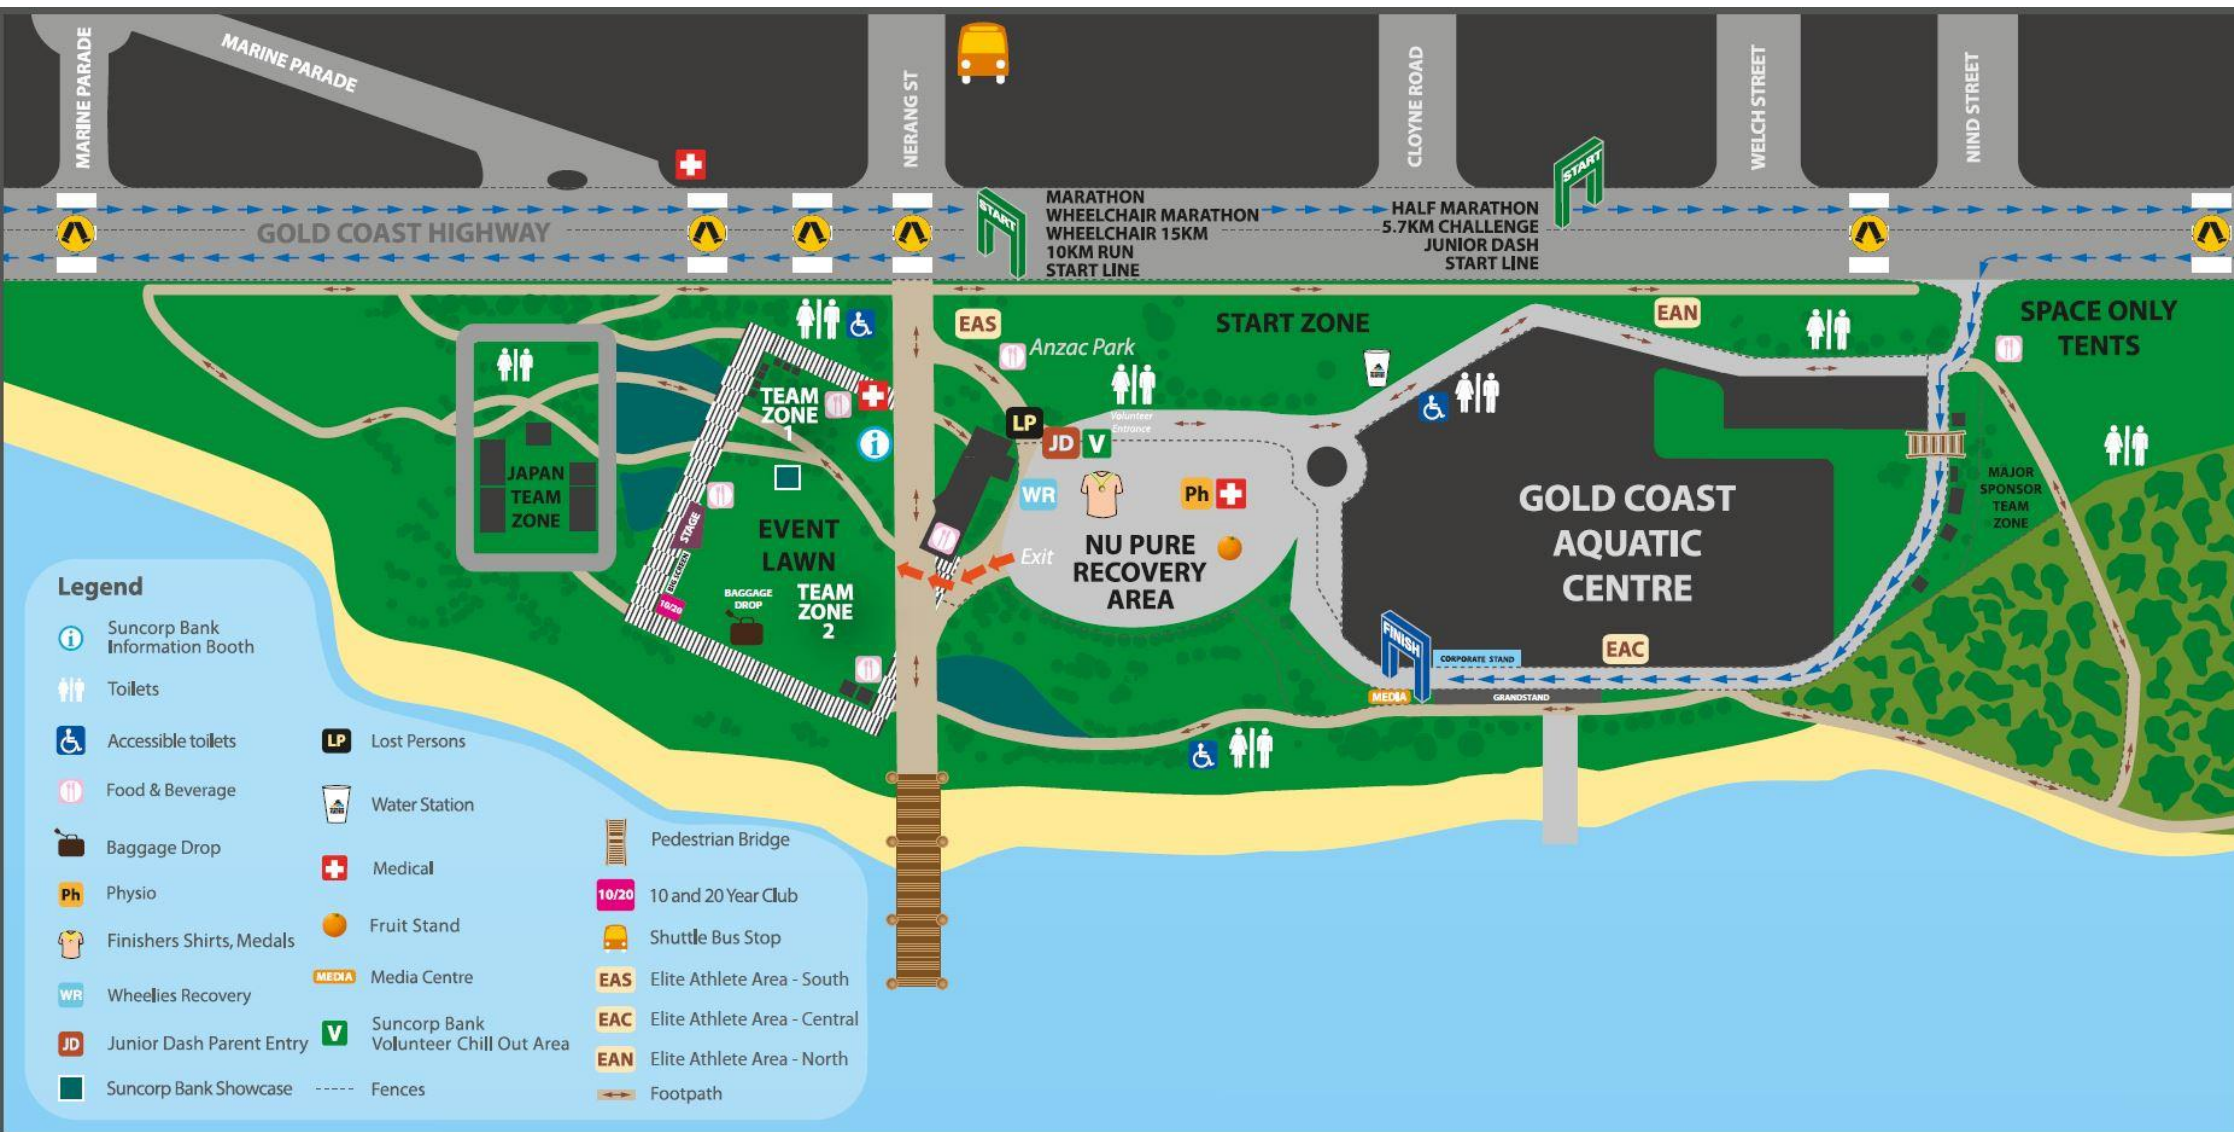 MARINE PARADE
MARINE PARADE
NERANG ST
CLOYNE ROAD
WELCH STREET
NIND STREET
START
START
MARATHON
WHEELCHAIR MARATHON
WHEELCHAIR 15KM
10KM RUN
START LINE
HALF MARATHON
5.7KM CHALLENGE
JUNIOR DASH
START LINE
GOLD COAST HIGHWAY
EAS
START ZONE
EAN
SPACE ONLY
TENTS
Anzac Park
TEAM
ZONE
1
i
LP
JD
V
Volunteer
Entrance
JAPAN
TEAM
ZONE
WR
Ph
STAGE
BIG SCREEN
10/20
EVENT
LAWN
BAGGAGE
DROP
TEAM
ZONE
2
Exit
NU PURE
RECOVERY
AREA
GOLD COAST
AQUATIC
CENTRE
MAJOR
SPONSOR
TEAM
ZONE
FINISH
CORPORATE STAND
EAC
MEDIA
GRANDSTAND
Legend
i Suncorp Bank
Information Booth
Toilets
Accessible toilets
Food & Beverage
Baggage Drop
Ph Physio
Finishers Shirts, Medals
WR Wheelies Recovery
JD Junior Dash Parent Entry
Suncorp Bank Showcase
LP Lost Persons
Water Station
Medical
Fruit Stand
MEDIA Media Centre
V Suncorp Bank
Volunteer Chill Out Area
Fences
Pedestrian Bridge
10/20 10 and 20 Year Club
Shuttle Bus Stop
EAS Elite Athlete Area - South
EAC Elite Athlete Area - Central
EAN Elite Athlete Area - North
Footpath